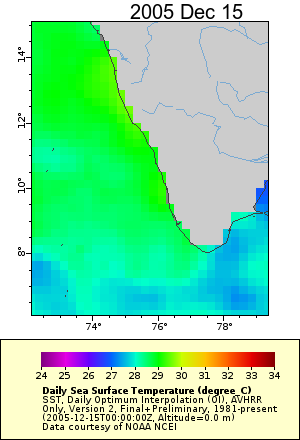 2005 Dec 15
14°
12°
10°
8°
74° 76° 78°
24 25 26 27 28 29 30 31 32 33 34
Daily Sea Surface Temperature (degree_C)
SST, Daily Optimum Interpolation (OI), AVHRR
Only, Version 2, Final+Preliminary, 1981-present
(2005-12-15T00:00:00Z, Altitude=0.0 m)
Data courtesy of NOAA NCEI